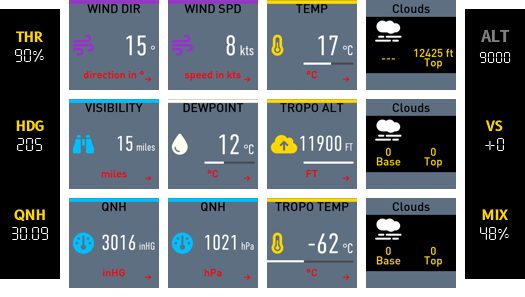 THR
90%
HDG
205
QNH
30.09
WIND DIR
15 °
direction in °
WIND SPD
8 kts
speed in kts
TEMP
17 °C
°C
Clouds
--- 12425 ft
Top
VISIBILITY
15 miles
miles
DEWPOINT
12 °C
°C
TROPO ALT
11900 FT
FT
Clouds
0 0
Base Top
QNH
3016 inHG
inHG
QNH
1021 hPa
hPa
TROPO TEMP
-62 °C
°C
Clouds
0 0
Base Top
ALT
9000
VS
+0
MIX
48%